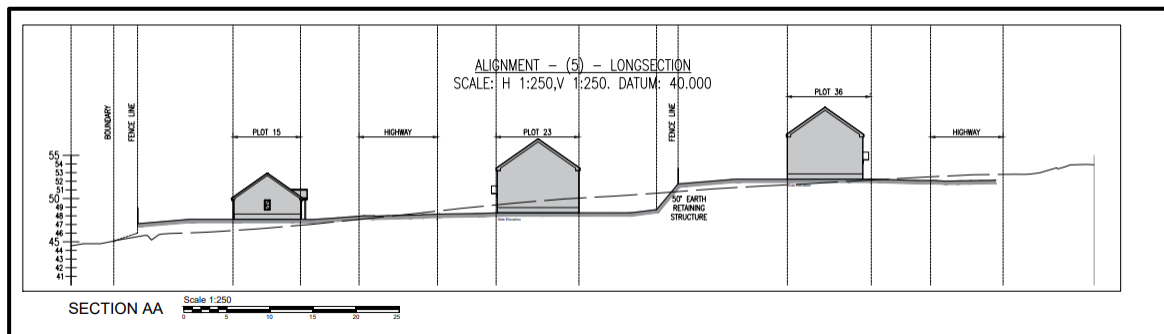 ALIGNMENT - (5) - LONGSECTION
SCALE: H 1:250,V 1:250. DATUM: 40.000
BOUNDARY
FENCE LINE
PLOT 15
HIGHWAY
PLOT 23
FENCE LINE
PLOT 36
HIGHWAY
55
54
53
52
51
50
49
48
47
46
45
44
43
42
41
Side Elevation
50° EARTH
RETAINING
STRUCTURE
SECTION AA
Scale 1:250
0 5 10 15 20 25